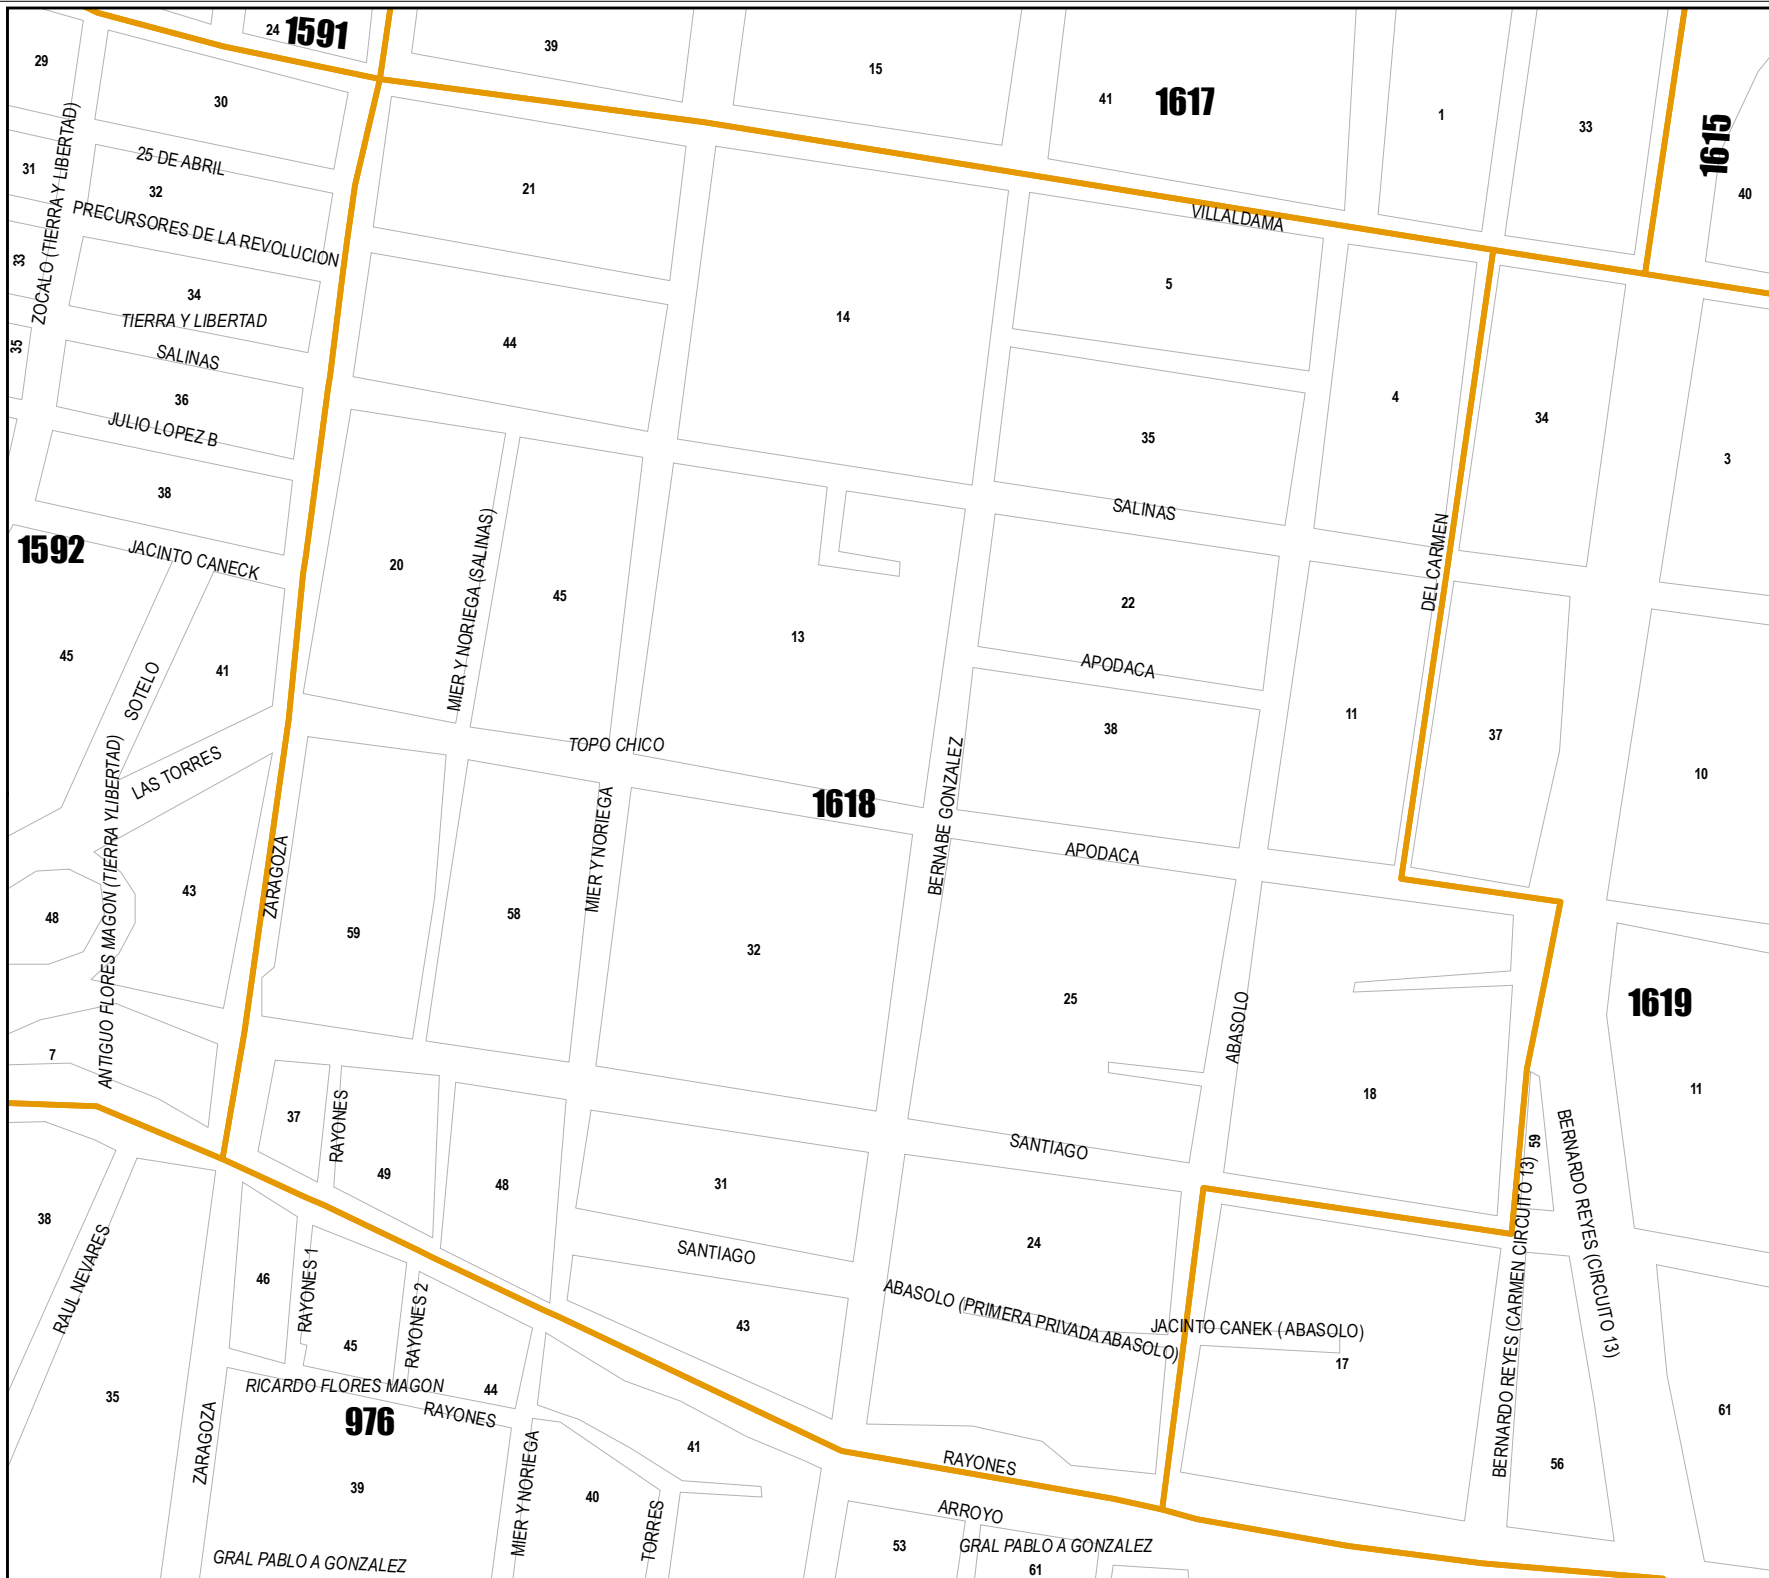 24
1591
39
15
41
1617
1
33
1615
40
29
30
ZOCALO (TIERRA Y LIBERTAD)
25 DE ABRIL
31
32
PRECURSORES DE LA REVOLUCION
21
VILLALDAMA
33
34
TIERRA Y LIBERTAD
14
5
35
SALINAS
44
36
JULIO LOPEZ B
4
34
3
35
38
SALINAS
1592
JACINTO CANECK
20
MIER Y NORIEGA (SALINAS)
45
13
22
DEL CARMEN
45
41
SOTELO
APODACA
11
37
38
LAS TORRES
TOPO CHICO
10
ANTIGUO FLORES MAGON (TIERRA Y LIBERTAD)
1618
BERNABE GONZALEZ
MIER Y NORIEGA
APODACA
ZARAGOZA
43
48
59
58
32
25
ABASOLO
1619
7
18
11
37
RAYONES
49
48
31
SANTIAGO
59
BERNARDO REYES (CIRCUITO 13)
BERNARDO REYES (CARMEN CIRCUITO 13)
38
RAUL NEVARES
46
RAYONES 1
RAYONES 2
SANTIAGO
24
ABASOLO (PRIMERA PRIVADA ABASOLO)
JACINTO CANEK ( ABASOLO)
43
45
17
35
RICARDO FLORES MAGON
44
RAYONES
976
61
ZARAGOZA
MIER Y NORIEGA
41
RAYONES
56
39
40
TORRES
ARROYO
53
GRAL PABLO A GONZALEZ
GRAL PABLO A GONZALEZ
61